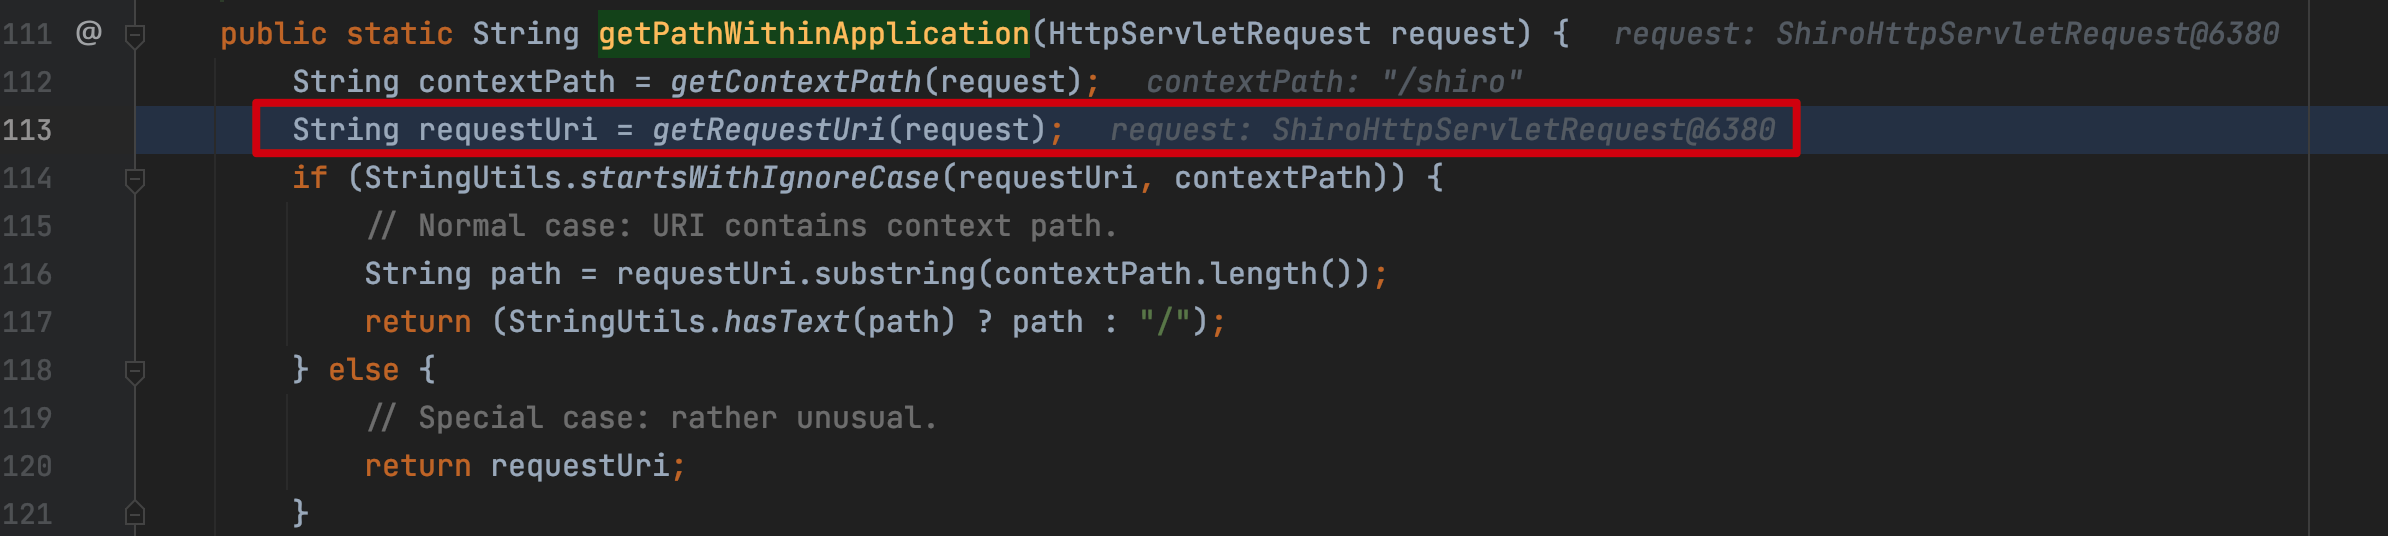 111 @ public static String getPathWithinApplication(HttpServletRequest request) { request: ShiroHttpServletRequest@6380
112 String contextPath = getContextPath(request); contextPath: "/shiro"
113 String requestUri = getRequestUri(request); request: ShiroHttpServletRequest@6380
114 if (StringUtils.startsWithIgnoreCase(requestUri, contextPath)) {
115 // Normal case: URI contains context path.
116 String path = requestUri.substring(contextPath.length());
117 return (StringUtils.hasText(path) ? path : "/");
118 } else {
119 // Special case: rather unusual.
120 return requestUri;
121 }